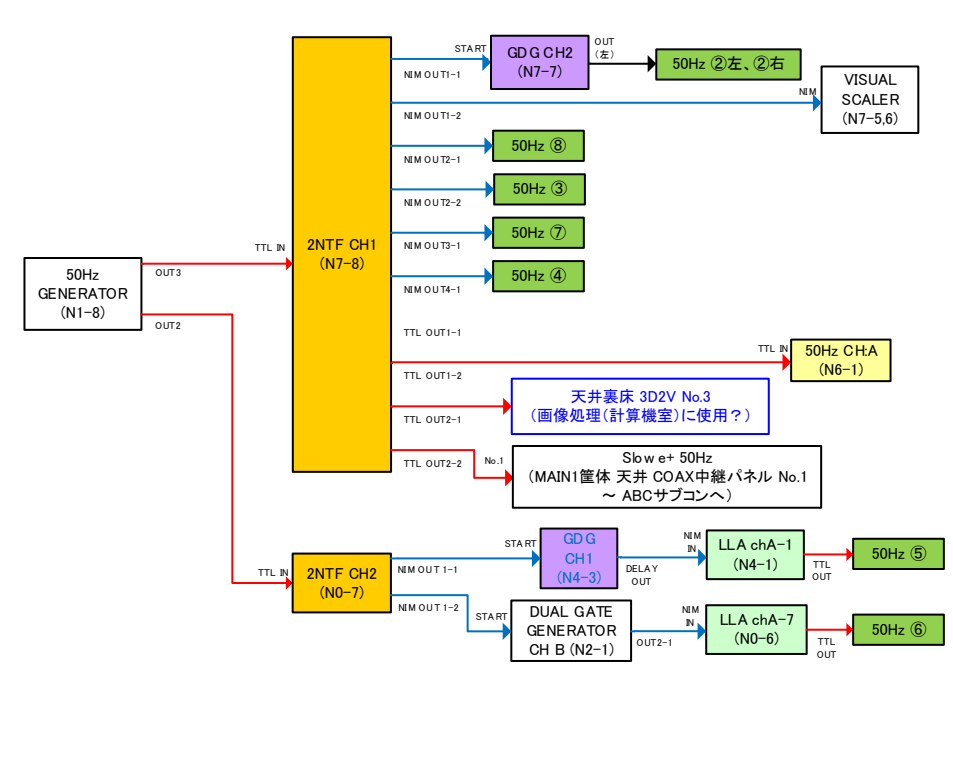 50Hz
GENERATOR
(N1-8)
OUT3
OUT2
TTL IN
2NTF CH1
(N7-8)
NIM OUT1-1
START
GDG CH2
(N7-7)
OUT
(左)
50Hz ②左、②右
NIM OUT1-2
NIM
VISUAL
SCALER
(N7-5,6)
NIM OUT2-1
50Hz ⑧
NIM OUT2-2
50Hz ③
NIM OUT3-1
50Hz ⑦
NIM OUT4-1
50Hz ④
TTL OUT1-1
TTL OUT1-2
TTL IN
50Hz CH:A
(N6-1)
TTL OUT2-1
天井裏床 3D2V No.3
(画像処理(計算機室)に使用?)
TTL OUT2-2
No.1
Slow e+ 50Hz
(MAIN1筐体 天井 COAX中継パネル No.1
~ ABCサブコンへ)
TTL IN
2NTF CH2
(N0-7)
NIM OUT 1-1
START
GDG
CH1
(N4-3)
DELAY
OUT
NIM
IN
LLA chA-1
(N4-1)
TTL
OUT
50Hz ⑤
NIM OUT 1-2
START
DUAL GATE
GENERATOR
CH B (N2-1)
OUT2-1
NIM
IN
LLA chA-7
(N0-6)
TTL
OUT
50Hz ⑥